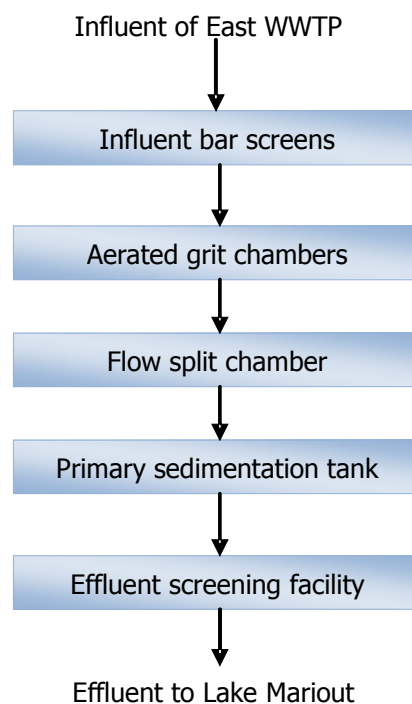 Influent of East WWTP
Influent bar screens
Aerated grit chambers
Flow split chamber
Primary sedimentation tank
Effluent screening facility
Effluent to Lake Mariout